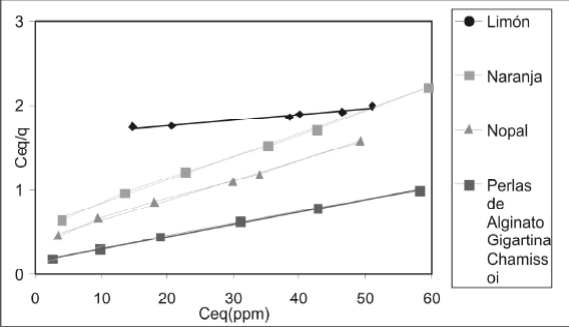 3
2
1
0
Ceq/q
0
10
20
30
40
50
60
Ceq(ppm)
Limón
Naranja
Nopal
Perlas
de
Alginato
Gigartina
Chamiss
oi